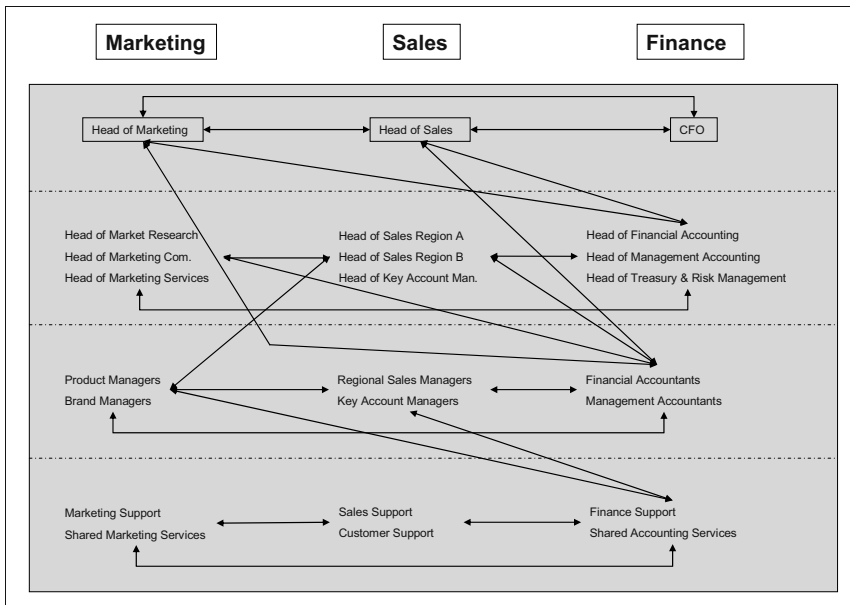 Marketing
Sales
Finance
Head of Marketing
Head of Sales
CFO
Head of Market Research
Head of Marketing Com.
Head of Marketing Services
Head of Sales Region A
Head of Sales Region B
Head of Key Account Man.
Head of Financial Accounting
Head of Management Accounting
Head of Treasury & Risk Management
Product Managers
Brand Managers
Regional Sales Managers
Key Account Managers
Financial Accountants
Management Accountants
Marketing Support
Shared Marketing Services
Sales Support
Customer Support
Finance Support
Shared Accounting Services